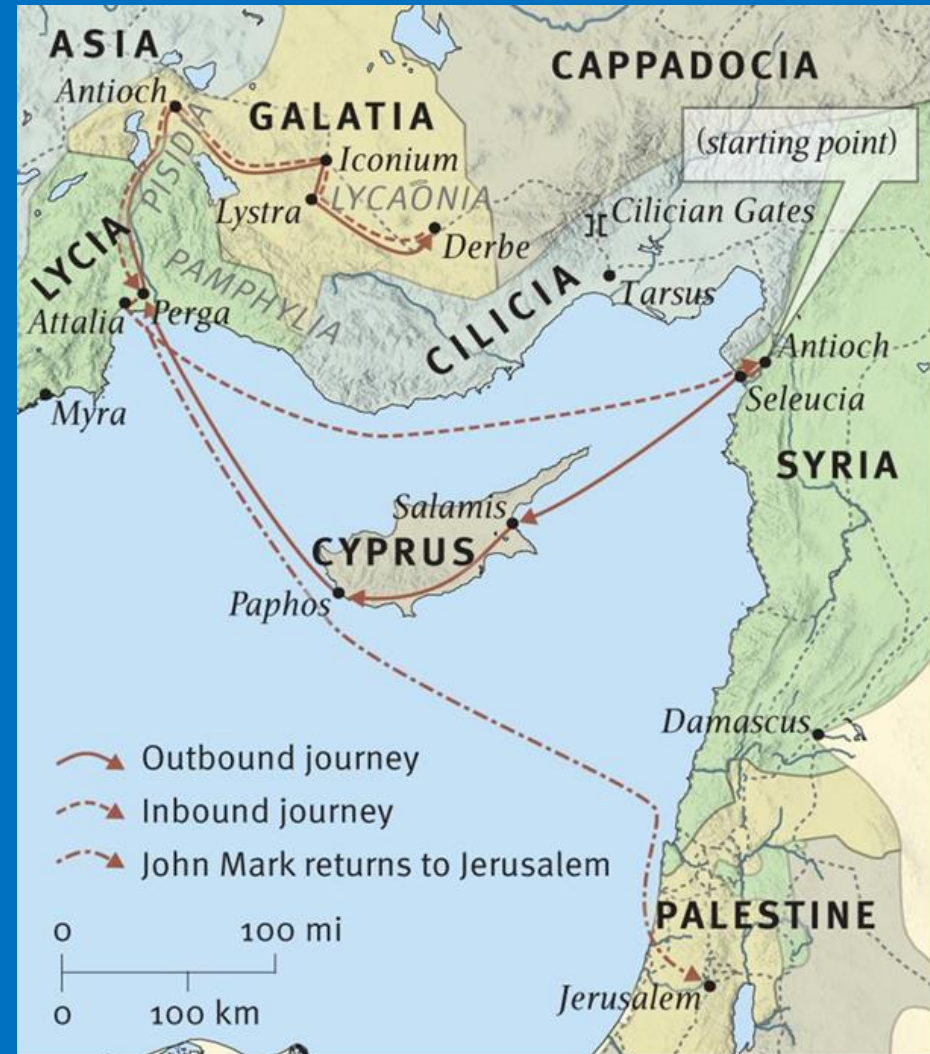 ASIA
CAPPADOCIA
Antioch
GALATIA
(starting point)
PISIDIA
Iconium
LYCAONIA
Lystra
Cilician Gates
Derbe
LYCIA
PAMPHYLIA
CILICIA
Tarsus
Attalia
Perga
Antioch
Seleucia
Myra
SYRIA
Salamis
CYPRUS
Paphos
Damascus
Outbound journey
Inbound journey
John Mark returns to Jerusalem
PALESTINE
0 100 mi
Jerusalem
0 100 km